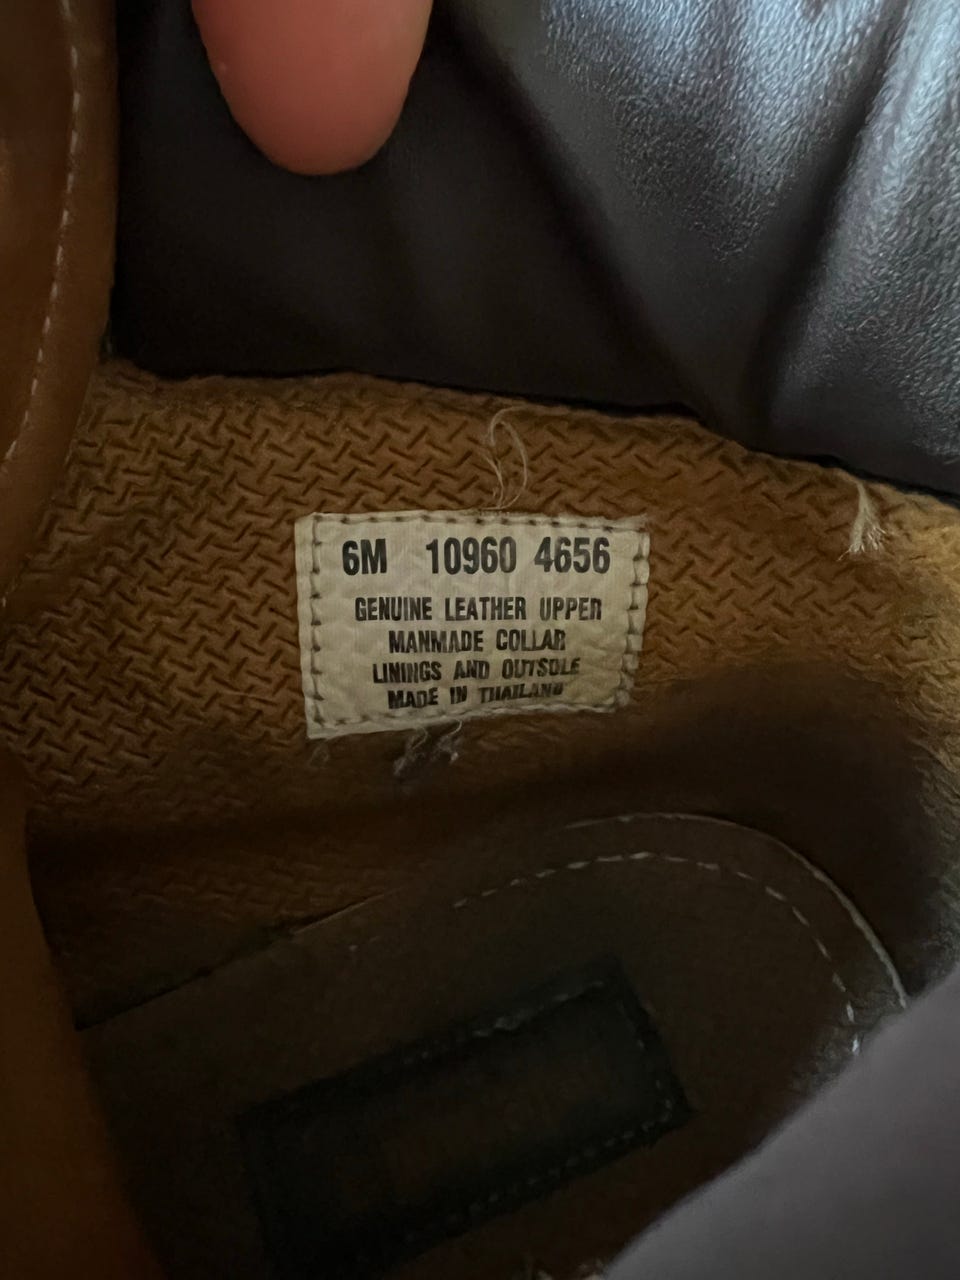 6M 10960 4656
GENUINE LEATHER UPPER
MANMADE COLLAR
LININGS AND OUTSOLE
MADE IN THAILAND